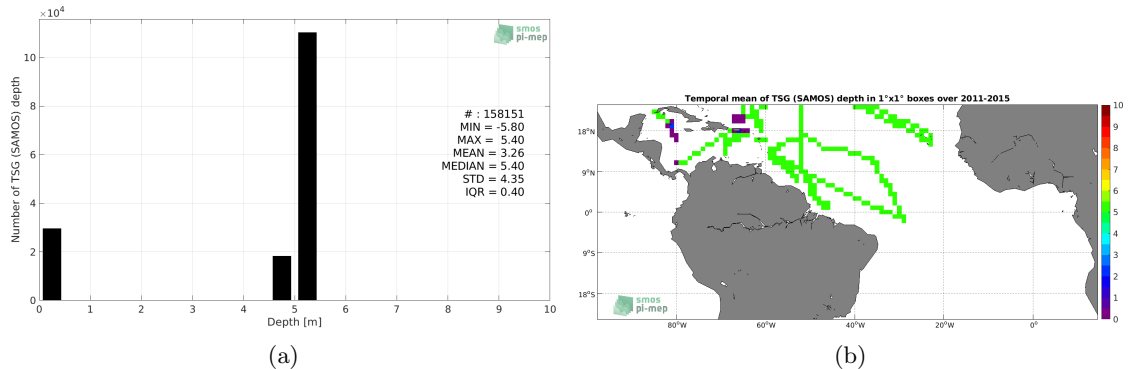 ×10⁴
smos
pi-mep
10
8
6
4
2
0
Number of TSG (SAMOS) depth
# : 158151
MIN = -5.80
MAX = 5.40
MEAN = 3.26
MEDIAN = 5.40
STD = 4.35
IQR = 0.40
0 1 2 3 4 5 6 7 8 9 10
Depth [m]
(a)
Temporal mean of TSG (SAMOS) depth in 1°x1° boxes over 2011-2015
18°N
9°N
0°
9°S
18°S
80°W 60°W 40°W 20°W 0°
smos
pi-mep
10
9
8
7
6
5
4
3
2
1
0
(b)